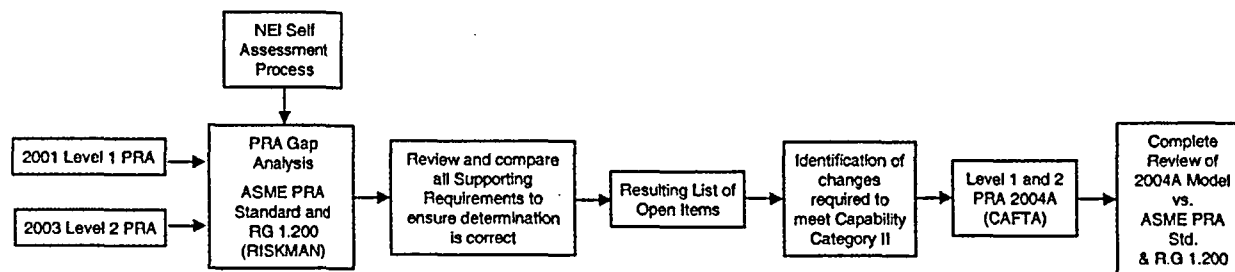 NEI Self
Assessment
Process
2001 Level 1 PRA
2003 Level 2 PRA
PRA Gap
Analysis
ASME PRA
Standard and
RG 1.200
(RISKMAN)
Review and compare
all Supporting
Requirements to
ensure determination
is correct
Resulting List of
Open Items
Identification of
changes
required to
meet Capability
Category II
Level 1 and 2
PRA 2004A
(CAFTA)
Complete
Review of
2004A Model
vs.
ASME PRA
Std.
& R.G 1.200